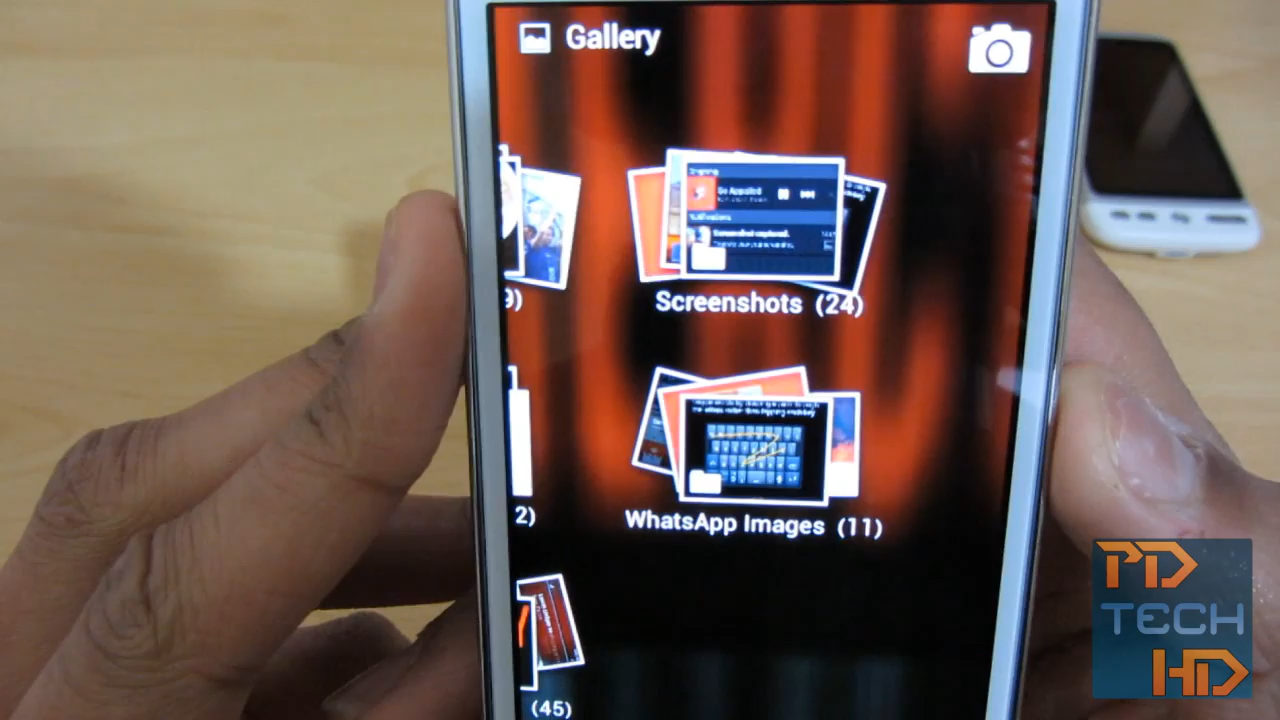 Gallery
9)
Screenshots (24)
2)
WhatsApp Images (11)
(45)
PD
TECH
HD